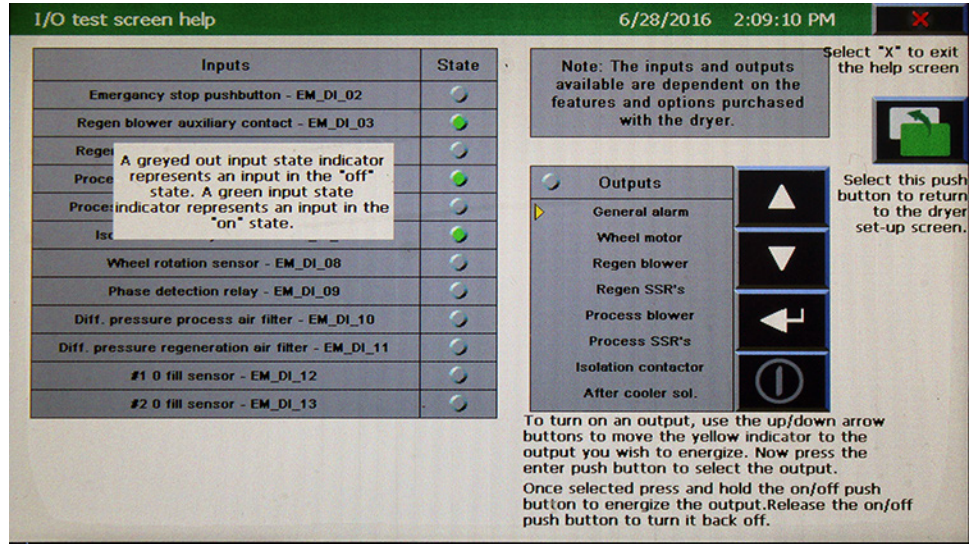 I/O test screen help
6/28/2016 2:09:10 PM
X
Select "X" to exit
the help screen
Inputs State
Emergancy stop pushbutton - EM_DI_02
Regen blower auxiliary contact - EM_DI_03
A greyed out input state indicator
represents an input in the "off"
state. A green input state
indicator represents an input in the
"on" state.
Wheel rotation sensor - EM_DI_08
Phase detection relay - EM_DI_09
Diff. pressure process air filter - EM_DI_10
Diff. pressure regeneration air filter - EM_DI_11
#1 0 fill sensor - EM_DI_12
#2 0 fill sensor - EM_DI_13
Note: The inputs and outputs
available are dependent on the
features and options purchased
with the dryer.
Outputs
General alarm
Wheel motor
Regen blower
Regen SSR's
Process blower
Process SSR's
Isolation contactor
After cooler sol.
Select this push
button to return
to the dryer
set-up screen.
To turn on an output, use the up/down arrow
buttons to move the yellow indicator to the
output you wish to energize. Now press the
enter push button to select the output.
Once selected press and hold the on/off push
button to energize the output.Release the on/off
push button to turn it back off.